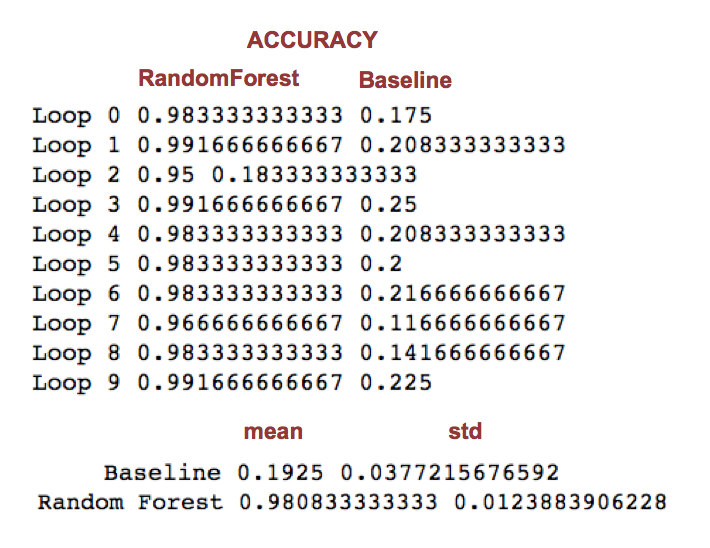 ACCURACY
RandomForest Baseline
Loop 0 0.983333333333 0.175
Loop 1 0.991666666667 0.208333333333
Loop 2 0.95 0.183333333333
Loop 3 0.991666666667 0.25
Loop 4 0.983333333333 0.208333333333
Loop 5 0.983333333333 0.2
Loop 6 0.983333333333 0.216666666667
Loop 7 0.966666666667 0.116666666667
Loop 8 0.983333333333 0.141666666667
Loop 9 0.991666666667 0.225
mean std
Baseline 0.1925 0.0377215676592
Random Forest 0.980833333333 0.0123883906228